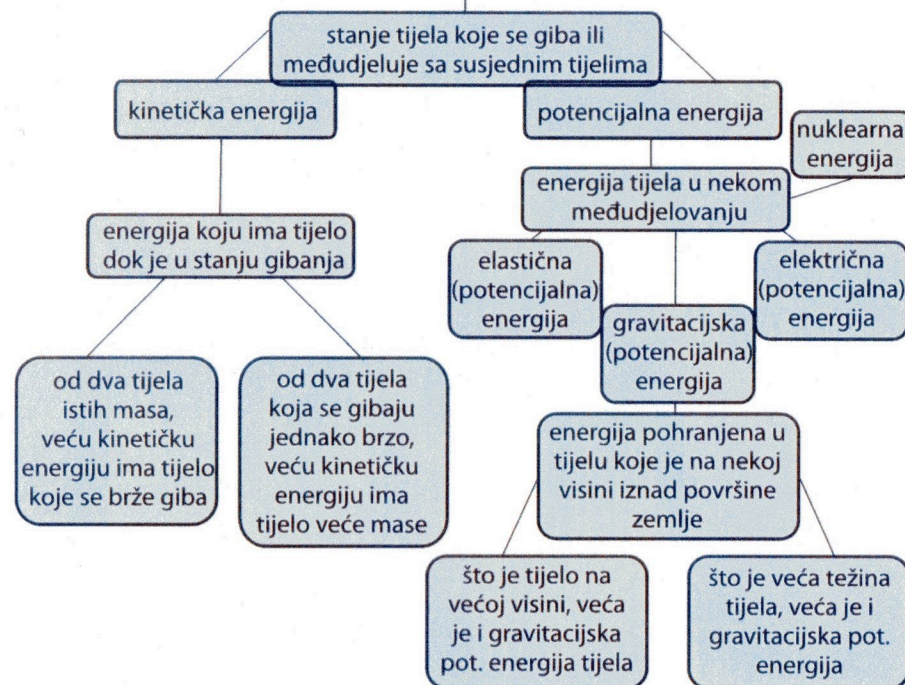 stanje tijela koje se giba ili
međudjeluje sa susjednim tijelima
kinetička energija
potencijalna energija
nuklearna
energija
energija tijela u nekom
međudjelovanju
energija koju ima tijelo
dok je u stanju gibanja
elastična
(potencijalna)
energija
gravitacijska
(potencijalna)
energija
električna
(potencijalna)
energija
od dva tijela
istih masa,
veću kinetičku
energiju ima tijelo
koje se brže giba
od dva tijela
koja se gibaju
jednako brzo,
veću kinetičku
energiju ima
tijelo veće mase
energija pohranjena u
tijelu koje je na nekoj
visini iznad površine
zemlje
što je tijelo na
većoj visini, veća
je i gravitacijska
pot. energija tijela
što je veća težina
tijela, veća je i
gravitacijska pot.
energija